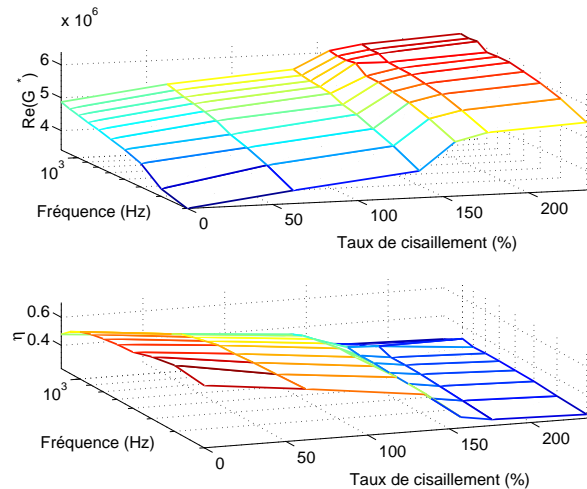 x 10^6
6
5
4
Re(G*)
10^3
Fréquence (Hz)
0
50
100
150
200
Taux de cisaillement (%)
0.6
0.4
η
10^3
Fréquence (Hz)
0
50
100
150
200
Taux de cisaillement (%)